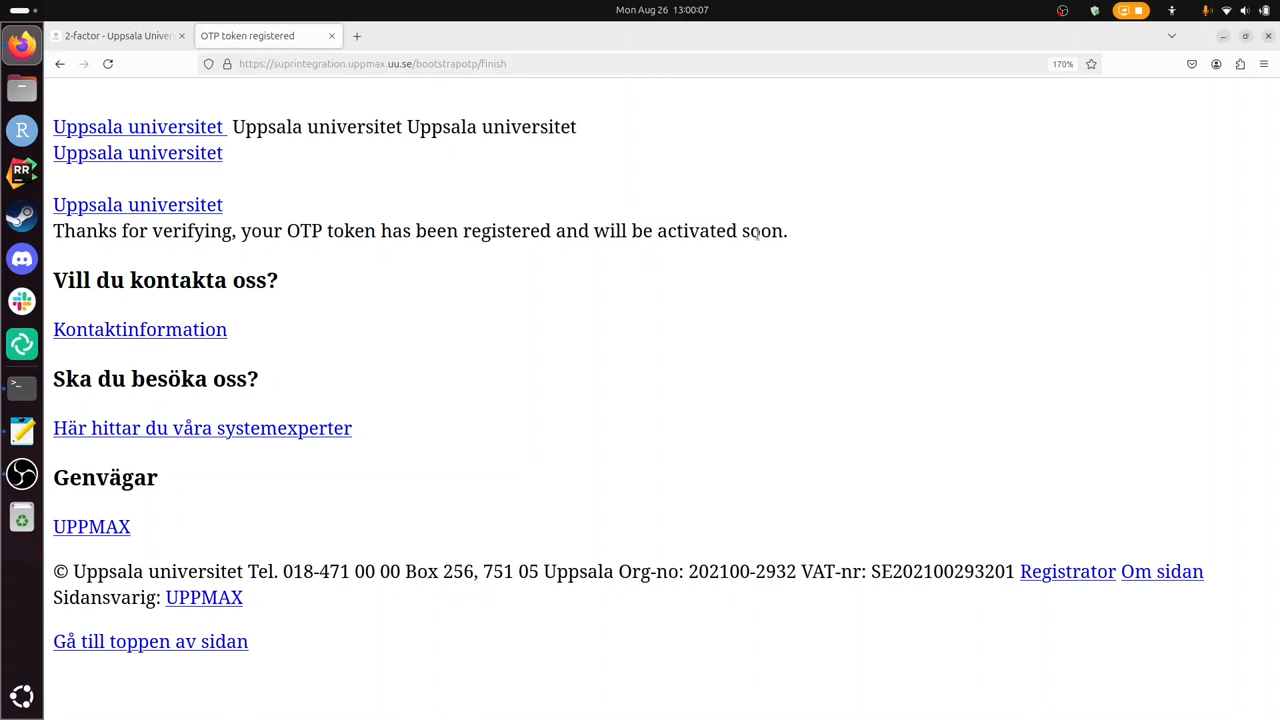 Mon Aug 26 13:00:07
2-factor - Uppsala Univer
OTP token registered
https://suprintegration.uppmax.uu.se/bootstrapotp/finish
170%
Uppsala universitet Uppsala universitet Uppsala universitet
Uppsala universitet
Uppsala universitet
Thanks for verifying, your OTP token has been registered and will be activated soon.
Vill du kontakta oss?
Kontaktinformation
Ska du besöka oss?
Här hittar du våra systemexperter
Genvägar
UPPMAX
© Uppsala universitet Tel. 018-471 00 00 Box 256, 751 05 Uppsala Org-no: 202100-2932 VAT-nr: SE202100293201 Registrator Om sidan
Sidansvarig: UPPMAX
Gå till toppen av sidan
R
RR
>_